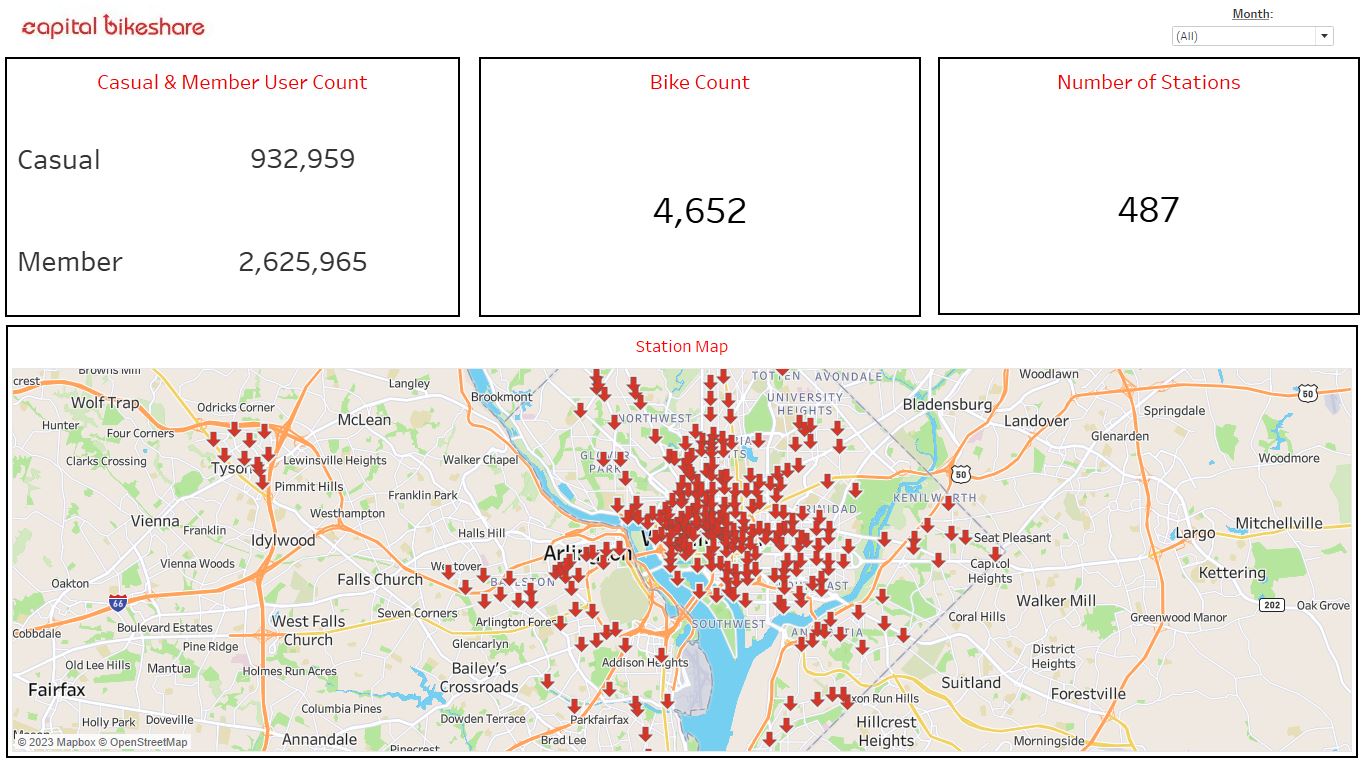 capital bikeshare
Month:
(All)
Casual & Member User Count
Casual 932,959
Member 2,625,965
Bike Count
4,652
Number of Stations
487
Station Map
Browns Mill
crest
Langley
Brookmont
TOTTEN AVONDALE
Woodlawn
50
Wolf Trap
Odricks Corner
McLean
NORTHWEST
UNIVERSITY
HEIGHTS
Bladensburg
Landover
Springdale
Hunter
Four Corners
Glenarden
Clarks Crossing
Lewinsville Heights
Walker Chapel
PARK
50
Woodmore
Pimmit Hills
Franklin Park
KENILWORTH
Westhampton
Vienna
Franklin
Idylwood
Halls Hill
Arlington
Seat Pleasant
Largo
Mitchellville
Vienna Woods
Westover
Capitol
Heights
Kettering
Oakton
Falls Church
BALLSTON
66
Seven Corners
Arlington Forest
Walker Mill
202
Oak Grove
Cobbdale
Boulevard Estates
West Falls
Church
SOUTHWEST
Coral Hills
Greenwood Manor
Pine Ridge
Glencarlyn
District
Heights
Old Lee Hills
Mantua
Holmes Run Acres
Bailey's
Crossroads
Addison Heights
Suitland
Forestville
Fairfax
Columbia Pines
Dowden Terrace
Parkfairfax
Holly Park
Doveville
Annandale
Pinecrest
Brad Lee
Hillcrest
Heights
Morningside
© 2023 Mapbox © OpenStreetMap